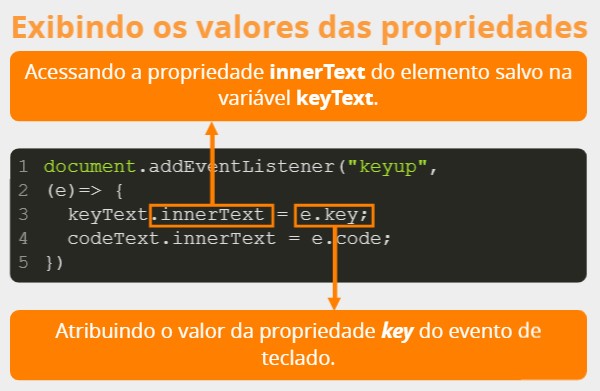 Exibindo os valores das propriedades
Acessando a propriedade innerText do elemento salvo na
variável keyText.
1 document.addEventListener("keyup",
2 (e)=> {
3   keyText.innerText = e.key;
4   codeText.innerText = e.code;
5 })
Atribuindo o valor da propriedade key do evento de
teclado.